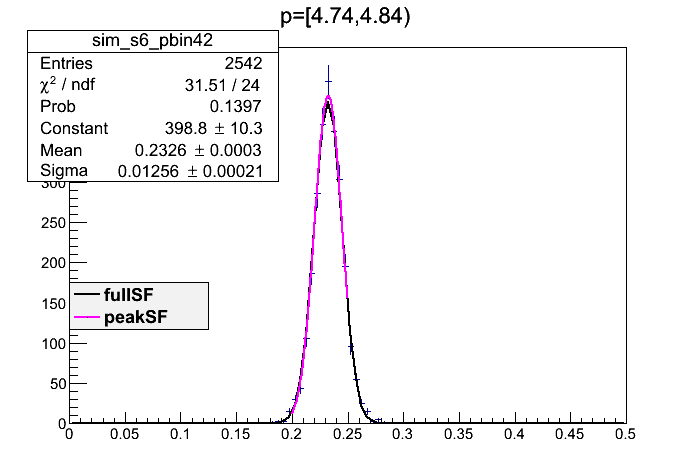 p=[4.74,4.84)
sim_s6_pbin42
Entries 2542
χ² / ndf 31.51 / 24
Prob 0.1397
Constant 398.8 ± 10.3
Mean 0.2326 ± 0.0003
Sigma 0.01256 ± 0.00021
300
250
200
150
100
50
0
fullSF
peakSF
0 0.05 0.1 0.15 0.2 0.25 0.3 0.35 0.4 0.45 0.5